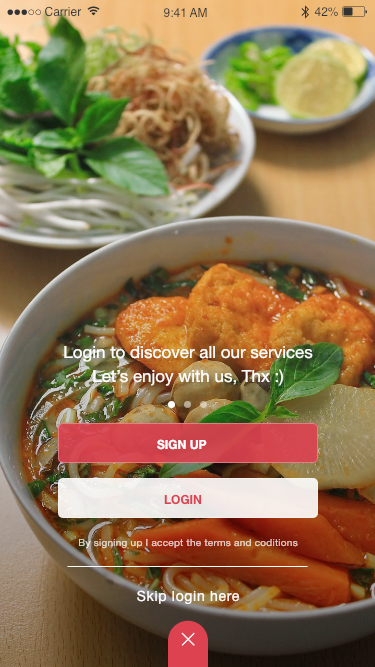 Carrier 9:41 AM 42%
Login to discover all our services
Let's enjoy with us, Thx :)
SIGN UP
LOGIN
By signing up I accept the terms and coditions
Skip login here